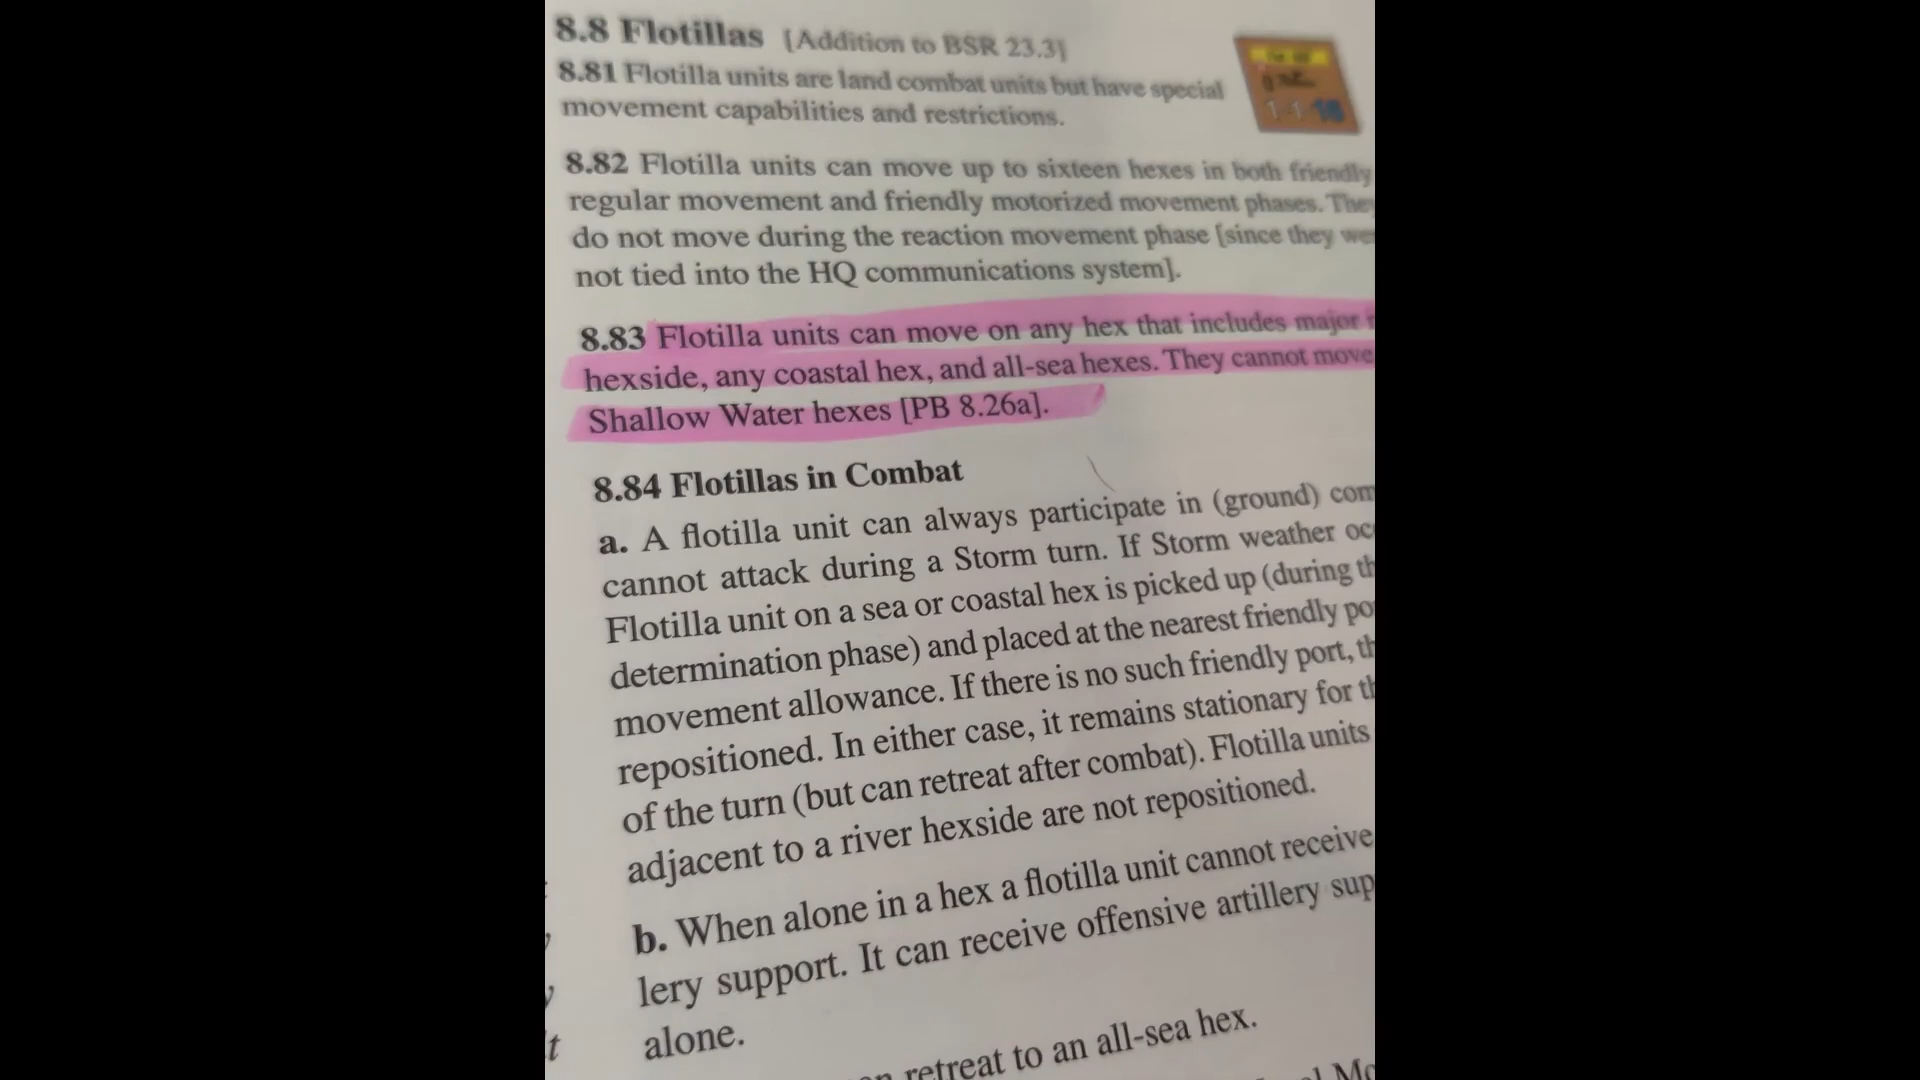 8.8 Flotillas [Addition to BSR 23.3]
8.81 Flotilla units are land combat units but have special
movement capabilities and restrictions.
1-1-16
8.82 Flotilla units can move up to sixteen hexes in both friendly
regular movement and friendly motorized movement phases. They
do not move during the reaction movement phase [since they
not tied into the HQ communications system].
8.83 Flotilla units can move on any hex that includes major
hexside, any coastal hex, and all-sea hexes. They cannot move
Shallow Water hexes [PB 8.26a].
8.84 Flotillas in Combat
a. A flotilla unit can always participate in (ground)
cannot attack during a Storm turn. If Storm weather
Flotilla unit on a sea or coastal hex is picked up (during
determination phase) and placed at the nearest friendly
movement allowance. If there is no such friendly port,
repositioned. In either case, it remains stationary for
of the turn (but can retreat after combat). Flotilla units
adjacent to a river hexside are not repositioned.
b. When alone in a hex a flotilla unit cannot receive
lery support. It can receive offensive artillery
alone.
retreat to an all-sea hex.